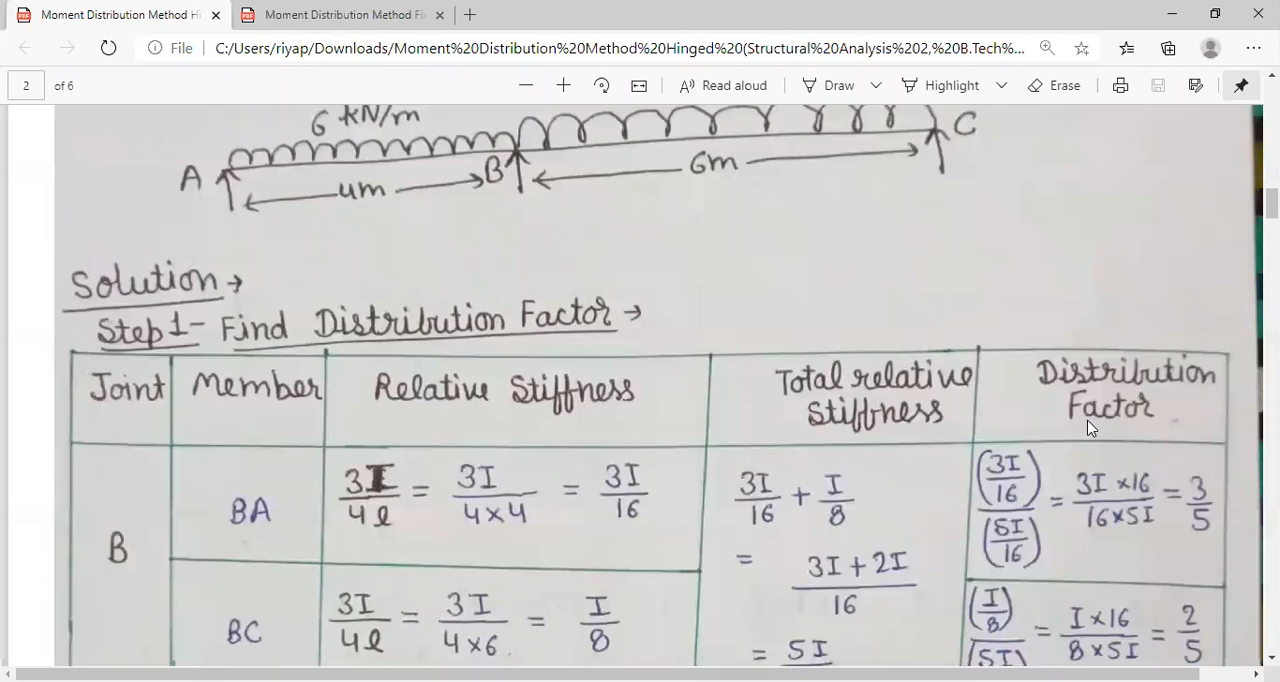 Moment Distribution Method Hi
Moment Distribution Method Fi
File
C:/Users/riyap/Downloads/Moment%20Distribution%20Method%20Hinged%20(Structural%20Analysis%202,%20B.Tech%...
2 of 6
Read aloud
Draw
Highlight
Erase
6 kN/m
A
B
C
4m
6m
Solution →
Step 1- Find Distribution Factor →
Joint Member Relative Stiffness Total relative stiffness Distribution Factor
B
BA
3I/4l = 3I/4×4 = 3I/16
3I/16 + I/8
= 3I+2I/16
= 5I
(3I/16)/(5I/16) = 3I×16/16×5I = 3/5
BC
3I/4l = 3I/4×6 = I/8
(I/8)/(5I) = I×16/8×5I = 2/5